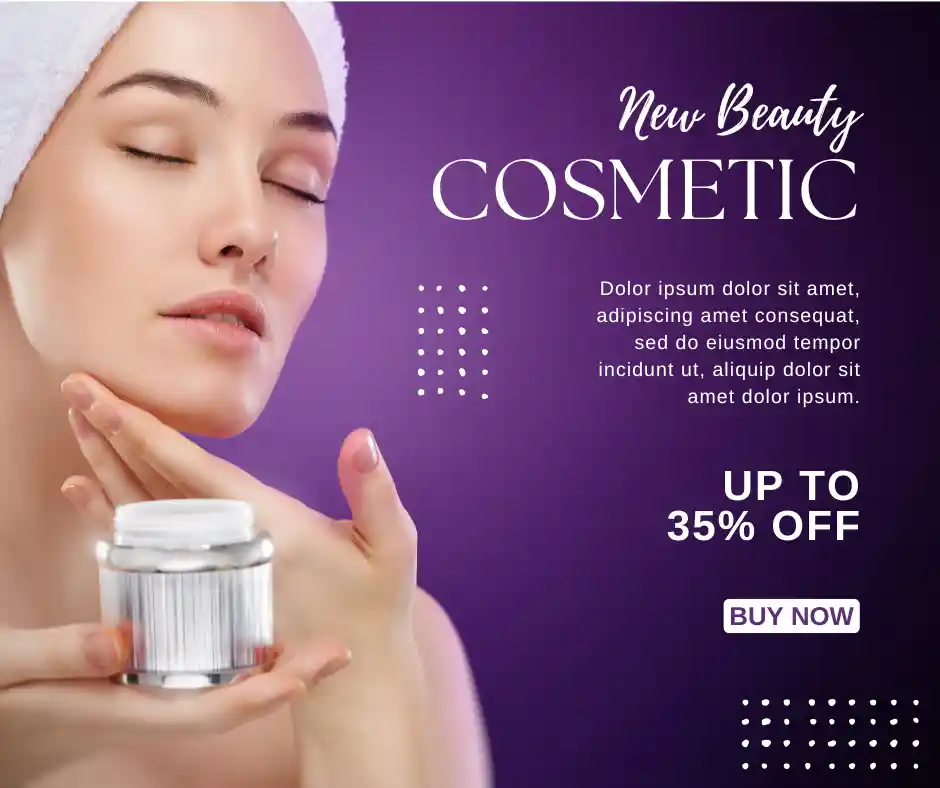 New Beauty
COSMETIC
Dolor ipsum dolor sit amet,
adipiscing amet consequat,
sed do eiusmod tempor
incidunt ut, aliquip dolor sit
amet dolor ipsum.
UP TO
35% OFF
BUY NOW